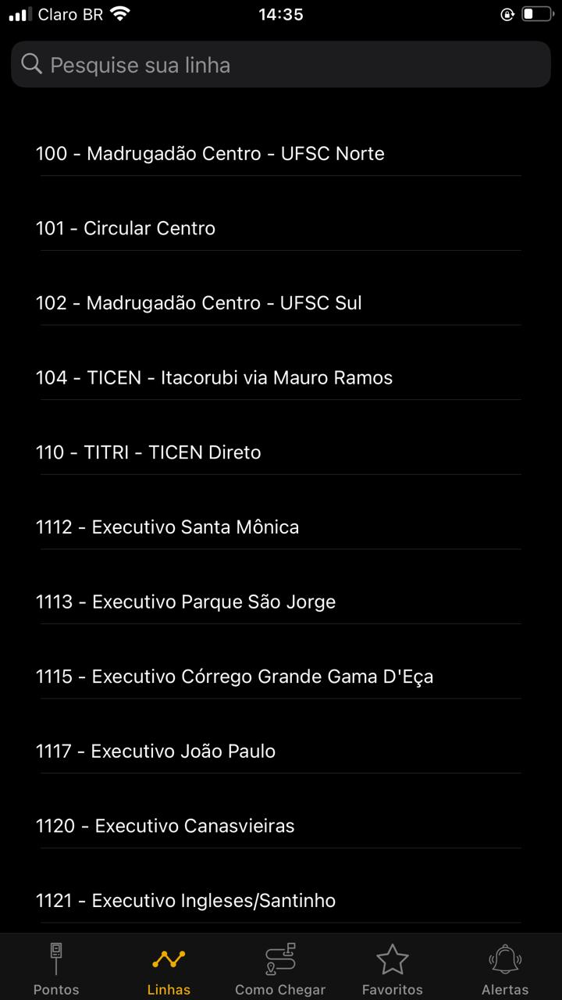 Claro BR 14:35
Pesquise sua linha
100 - Madrugadão Centro - UFSC Norte
101 - Circular Centro
102 - Madrugadão Centro - UFSC Sul
104 - TICEN - Itacorubi via Mauro Ramos
110 - TITRI - TICEN Direto
1112 - Executivo Santa Mônica
1113 - Executivo Parque São Jorge
1115 - Executivo Córrego Grande Gama D'Eça
1117 - Executivo João Paulo
1120 - Executivo Canasvieiras
1121 - Executivo Ingleses/Santinho
Pontos Linhas Como Chegar Favoritos Alertas